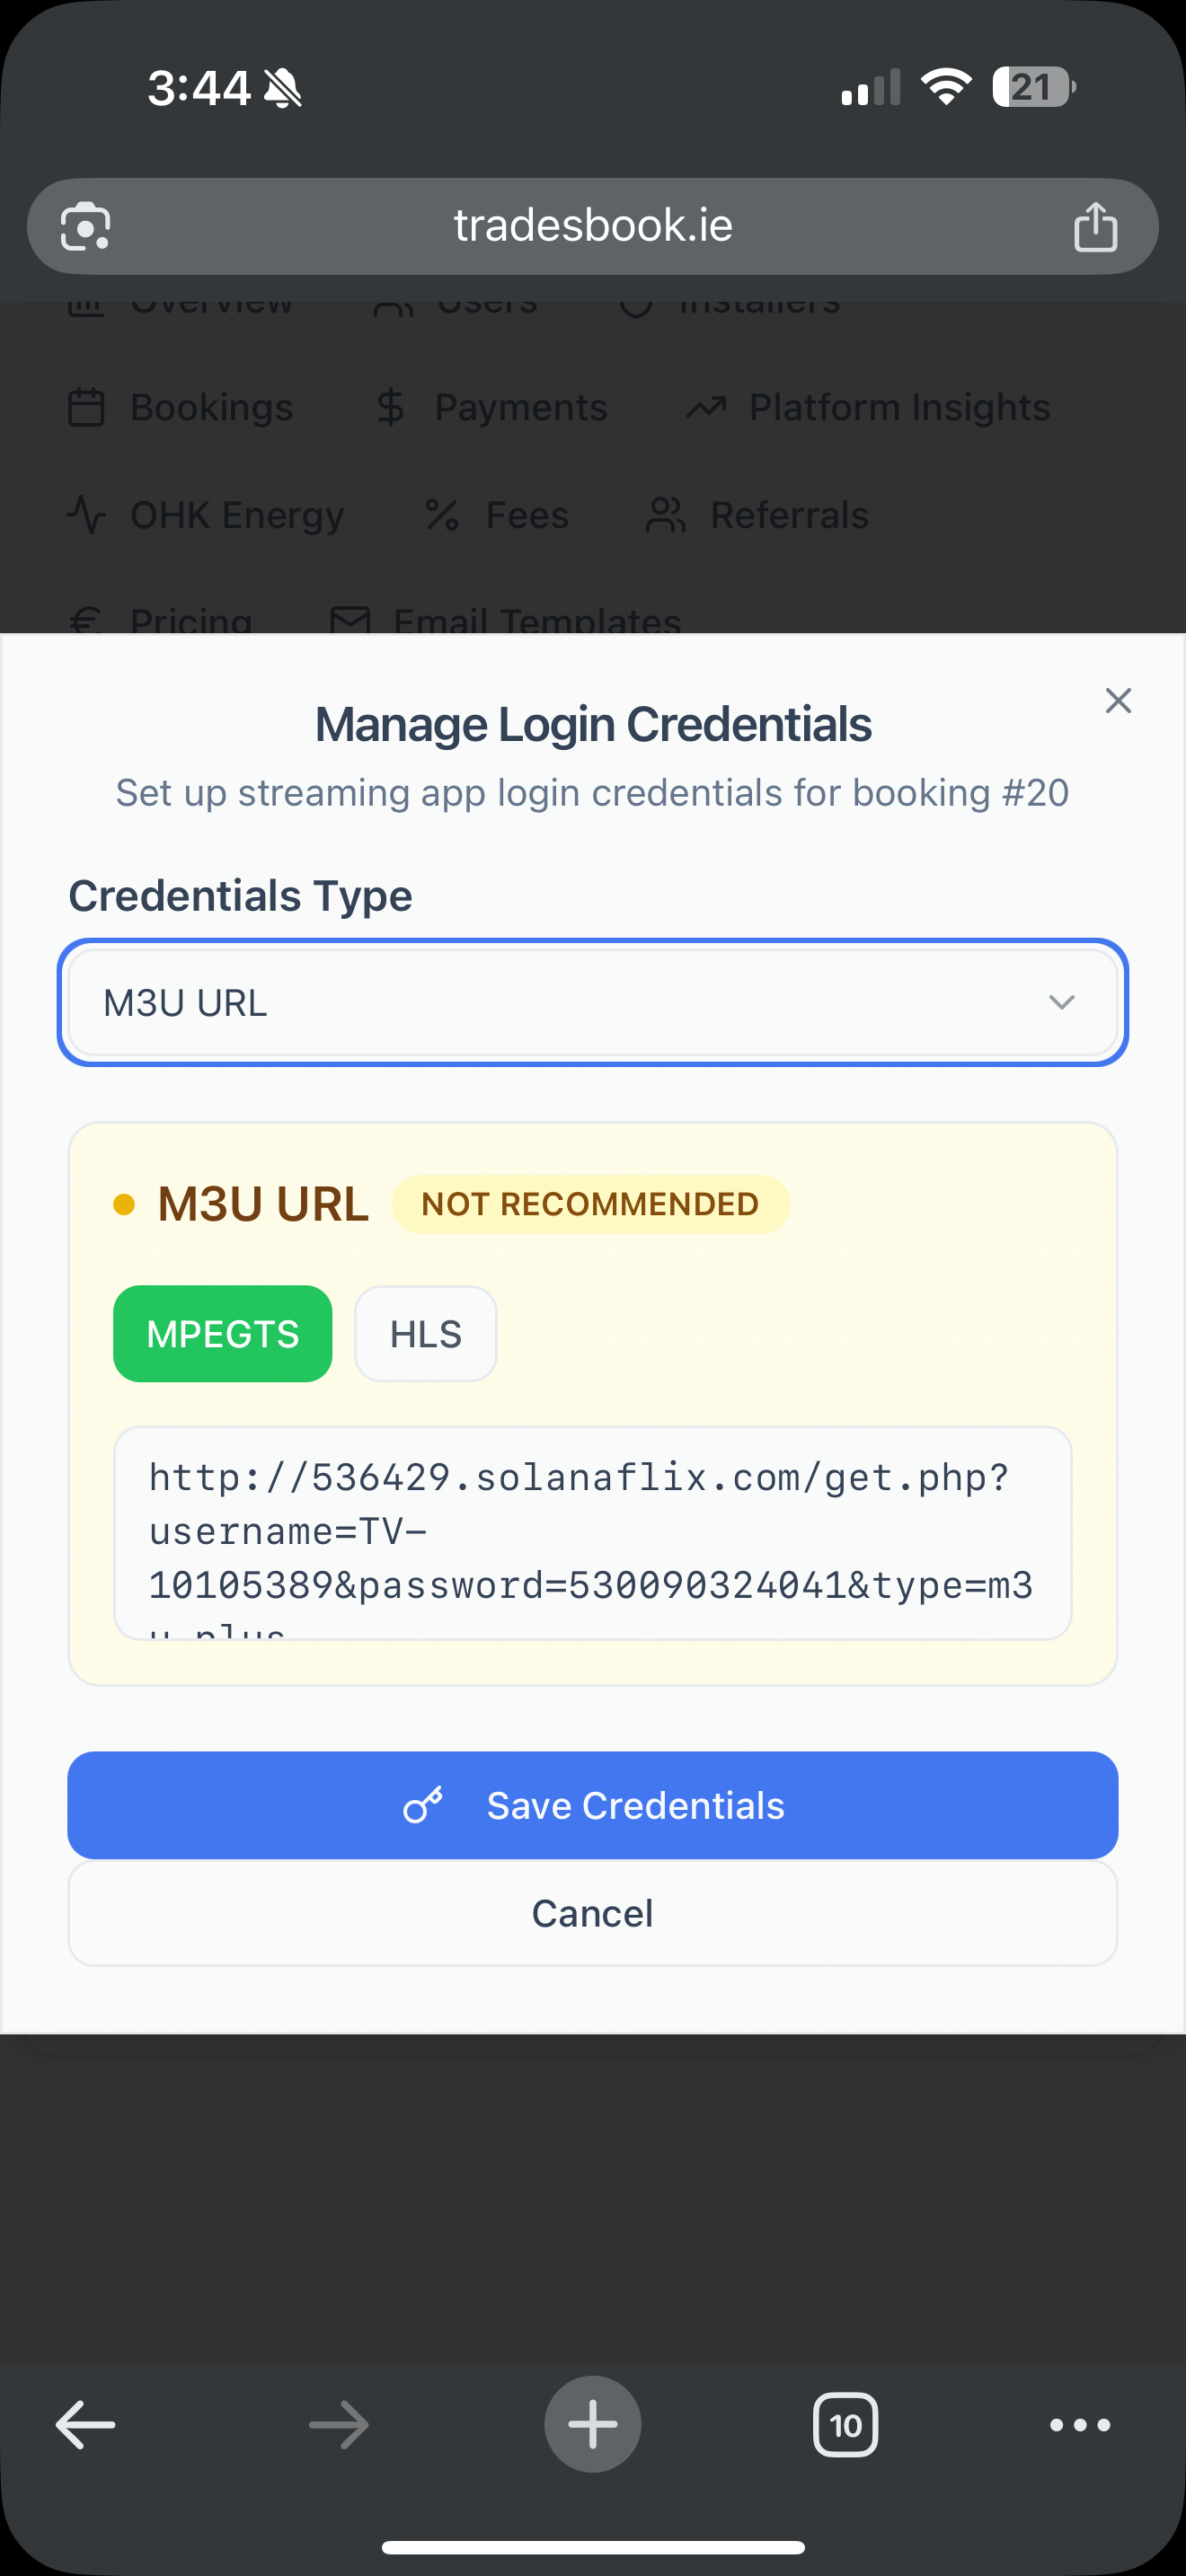 3:44
21
tradesbook.ie
Overview Users Installers
Bookings Payments Platform Insights
OHK Energy Fees Referrals
Pricing Email Templates
Manage Login Credentials
Set up streaming app login credentials for booking #20
Credentials Type
M3U URL
M3U URL NOT RECOMMENDED
MPEGTS HLS
http://536429.solanaflix.com/get.php?
username=TV-
10105389&password=530090324041&type=m3
u_plus
Save Credentials
Cancel
10